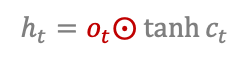 hₜ = oₜ ⊙ tanh cₜ